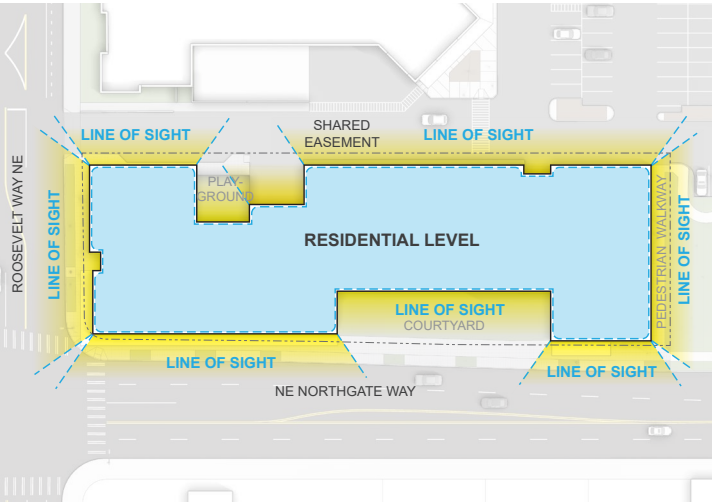 SHARED
EASEMENT
LINE OF SIGHT
LINE OF SIGHT
PLAY-
GROUND
ROOSEVELT WAY NE
LINE OF SIGHT
RESIDENTIAL LEVEL
PEDESTRIAN WALKWAY
LINE OF SIGHT
LINE OF SIGHT
COURTYARD
LINE OF SIGHT
LINE OF SIGHT
NE NORTHGATE WAY